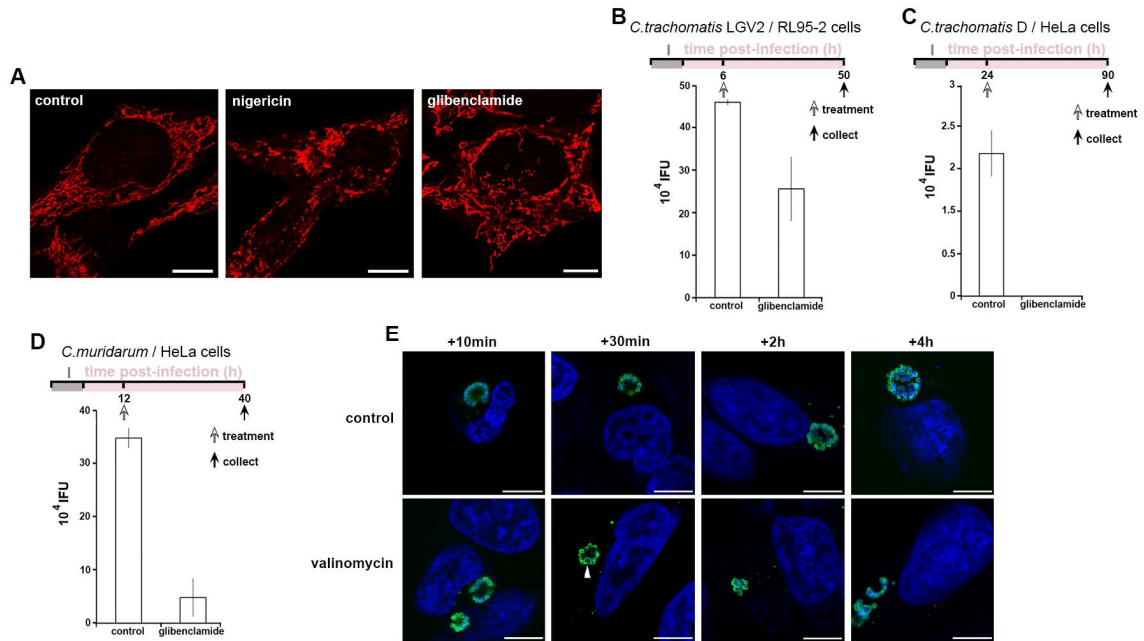 A
control
nigericin
glibenclamide
B
C.trachomatis LGV2 / RL95-2 cells
I
time post-infection (h)
6
50
treatment
collect
10⁴ IFU
50
40
30
20
10
0
control
glibenclamide
C
C.trachomatis D / HeLa cells
I
time post-infection (h)
24
90
treatment
collect
10⁴ IFU
3
2.5
2
1.5
1
0.5
0
control
glibenclamide
D
C.muridarum / HeLa cells
I
time post-infection (h)
12
40
treatment
collect
10⁴ IFU
40
30
20
10
0
control
glibenclamide
E
+10min
+30min
+2h
+4h
control
valinomycin